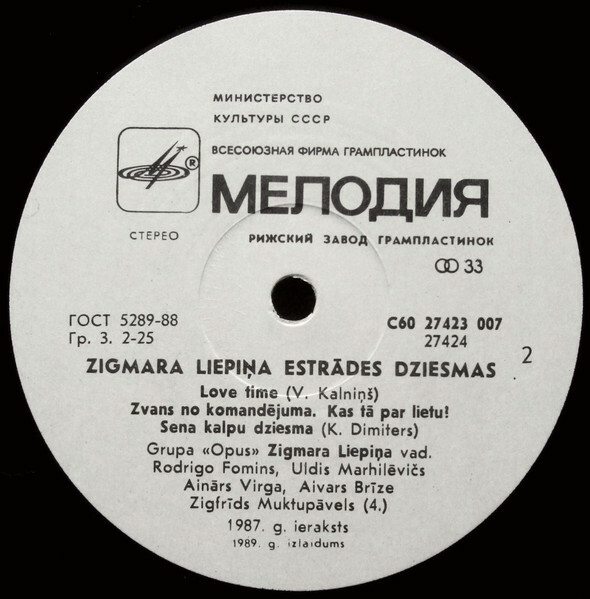 МИНИСТЕРСТВО
КУЛЬТУРЫ СССР
ВСЕСОЮЗНАЯ ФИРМА ГРАМПЛАСТИНОК
®
МЕЛОДИЯ
СТЕРЕО
РИЖСКИЙ ЗАВОД ГРАМПЛАСТИНОК
33
ГОСТ 5289-88
Гр. 3. 2-25
С60 27423 007
27424
2
ZIGMARA LIEPIŅA ESTRĀDES DZIESMAS
Love time (V. Kalniņš)
Zvans no komandējuma. Kas tā par lietu!
Sena kalpu dziesma (K. Dimiters)
Grupa «Opus» Zigmara Liepiņa vad.
Rodrigo Fomins, Uldis Marhilēvičs
Ainārs Virga, Aivars Brīze
Zigfrīds Muktupāvels (4.)
1987. g. ieraksts
1989. g. izlaidums